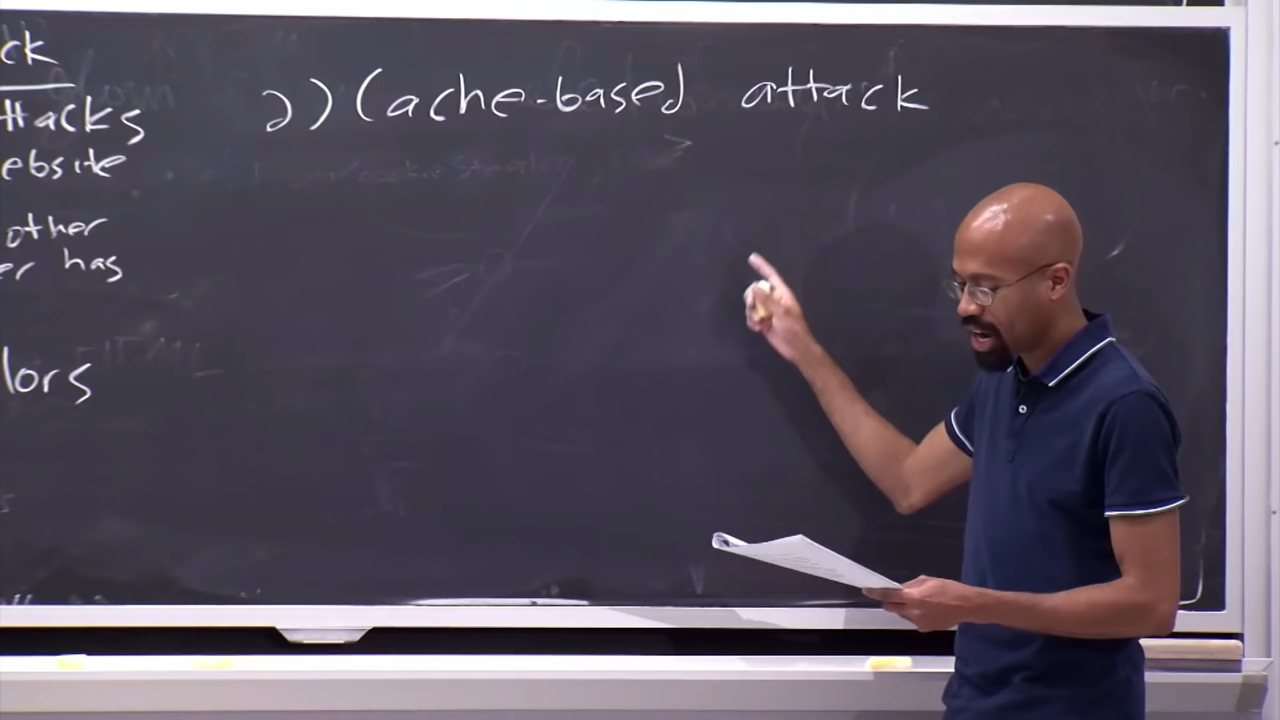 ck
ttacks
ebsite
other
er has
lors
2) Cache-based attack